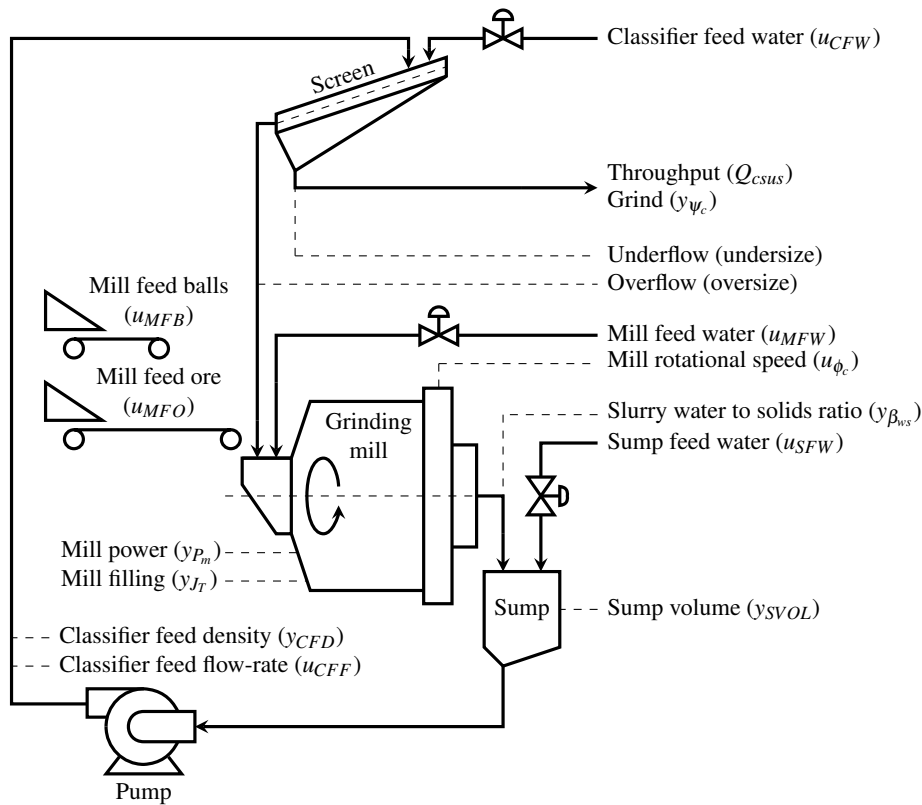 Classifier feed water (u_CFW)
Screen
Throughput (Q_csus)
Grind (y_ψc)
Underflow (undersize)
Overflow (oversize)
Mill feed balls
(u_MFB)
Mill feed water (u_MFW)
Mill rotational speed (u_ϕc)
Mill feed ore
(u_MFO)
Grinding
mill
Slurry water to solids ratio (y_βws)
Sump feed water (u_SFW)
Mill power (y_Pm)
Mill filling (y_JT)
Sump
Sump volume (y_SVOL)
Classifier feed density (y_CFD)
Classifier feed flow-rate (u_CFF)
Pump